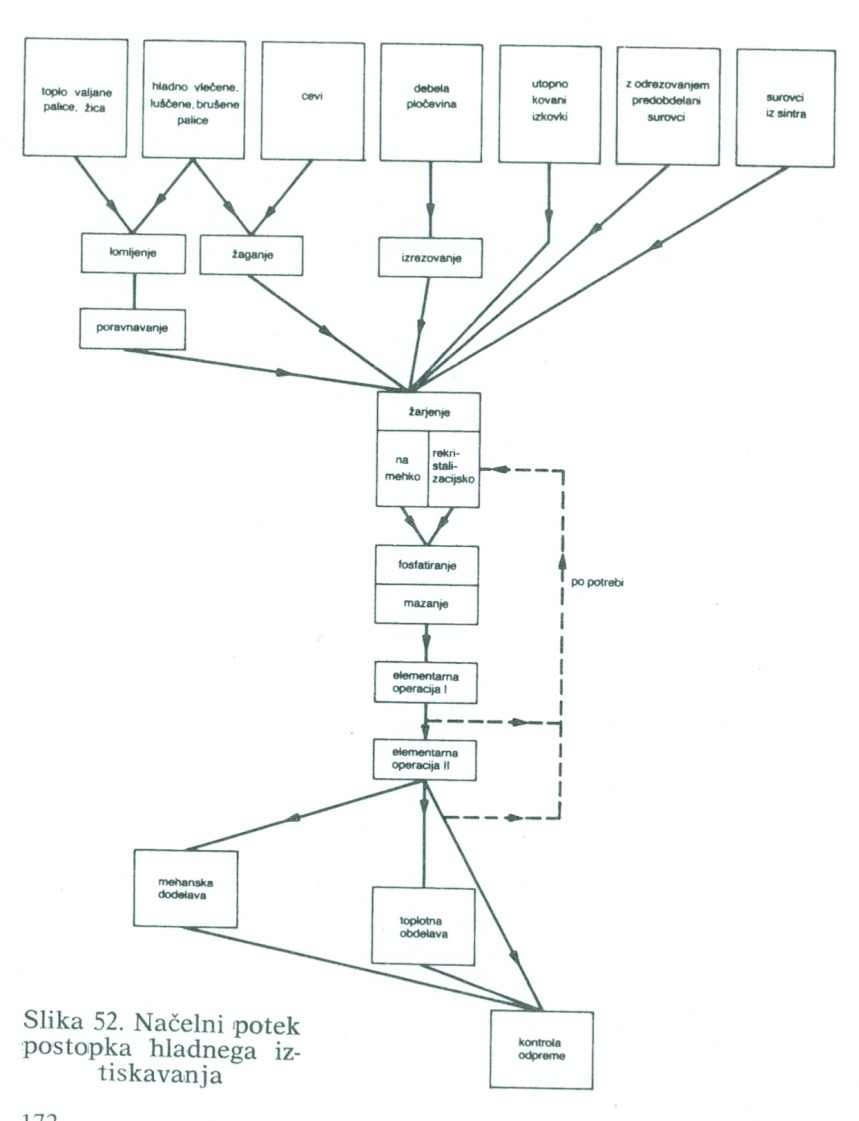 toplo valjane
palice, žica
hladno vlečene,
luščene, brušene
palice
cevi
debela
pločevina
utopno
kovani
izkovki
z odrezovanjem
predobdelani
surovci
surovci
iz sintra
lomljenje
žaganje
izrezovanje
poravnavanje
žarjenje
na
mehko
rekri-
stali-
zacijsko
fosfatiranje
po potrebi
mazanje
elementarna
operacija I
elementarna
operacija II
mehanska
dodelava
toplotna
obdelava
kontrola
odpreme
Slika 52. Načelni potek
postopka hladnega iz-
tiskavanja
172